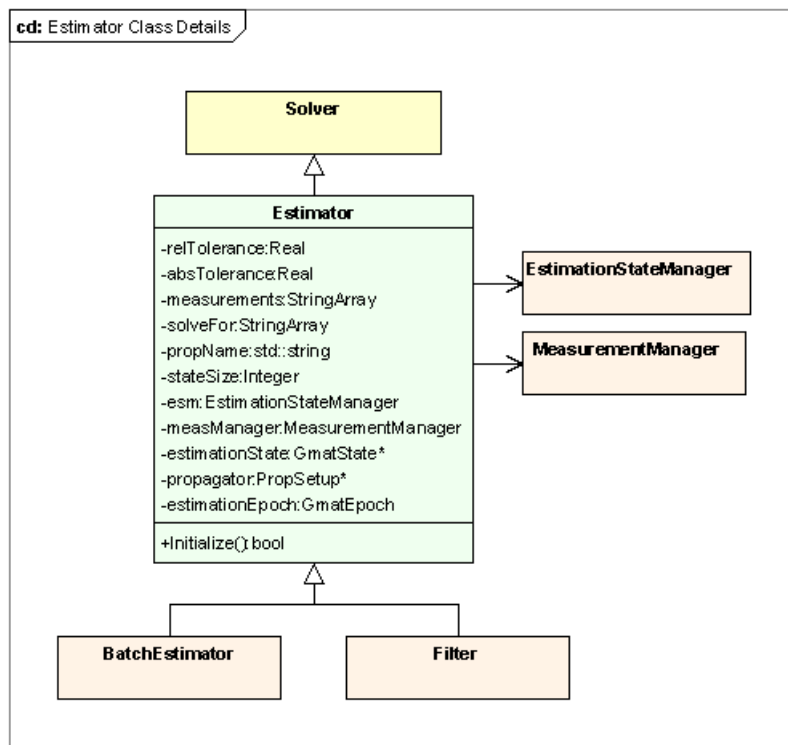 cd: Estimator Class Details
Solver
Estimator
-relTolerance:Real
-absTolerance:Real
-measurements:StringArray
-solveFor:StringArray
-propName:std::string
-stateSize:Integer
-esm:EstimationStateManager
-measManager:MeasurementManager
-estimationState:GmatState*
-propagator:PropSetup*
-estimationEpoch:GmatEpoch
+Initialize():bool
EstimationStateManager
MeasurementManager
BatchEstimator
Filter